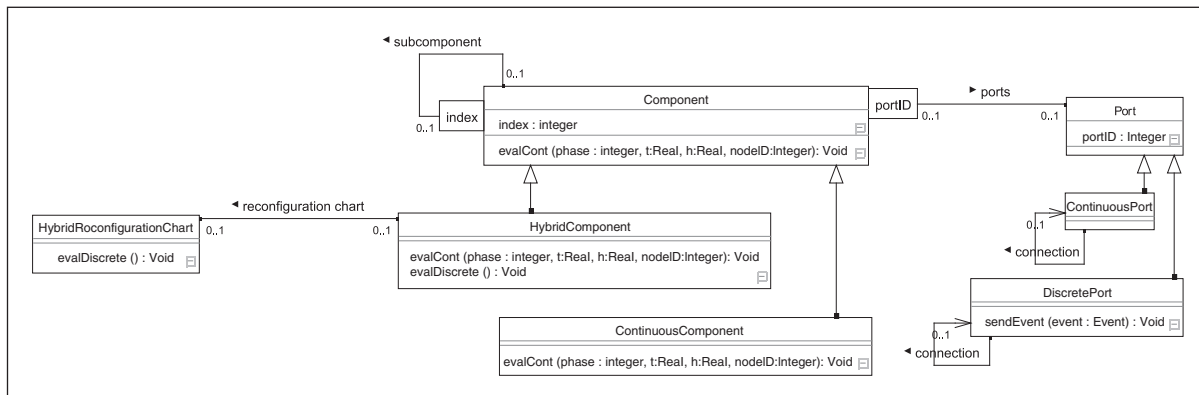 ◄ subcomponent
0..1
Component
index : integer
evalCont (phase : integer, t:Real, h:Real, nodeID:Integer): Void
index
0..1
portID
0..1
► ports
0..1
Port
portID : Integer
◄ reconfiguration chart
0..1
0..1
HybridRoconfigurationChart
evalDiscrete () : Void
HybridComponent
evalCont (phase : integer, t:Real, h:Real, nodeID:Integer): Void
evalDiscrete () : Void
ContinuousPort
0..1
◄ connection
DiscretePort
sendEvent (event : Event) : Void
0..1
◄ connection
ContinuousComponent
evalCont (phase : integer, t:Real, h:Real, nodeID:Integer): Void